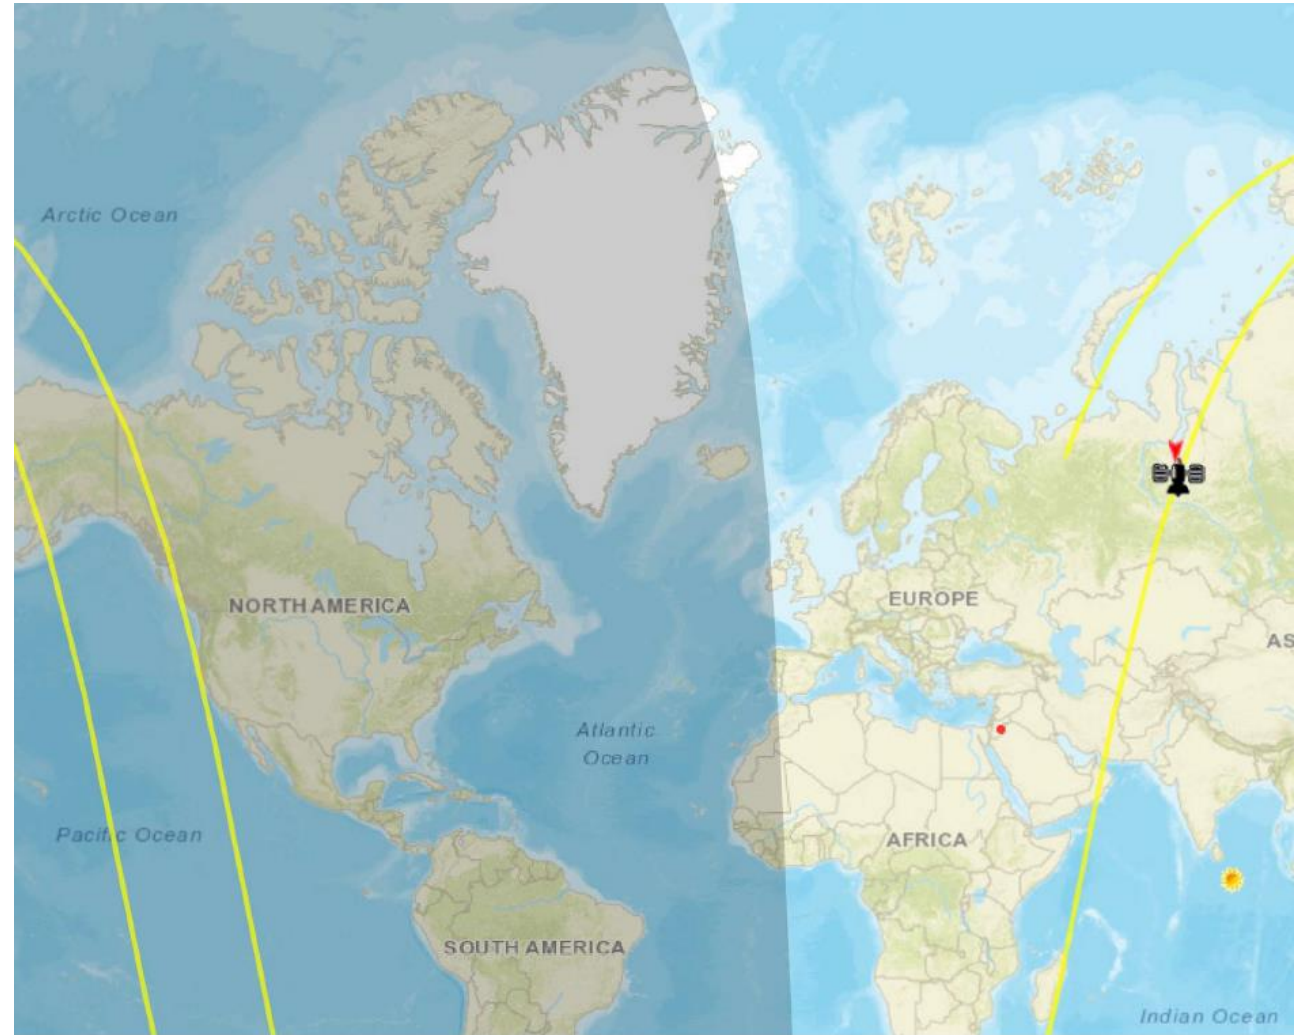 Arctic Ocean
NORTH AMERICA
EUROPE
AS
Atlantic
Ocean
Pacific Ocean
AFRICA
SOUTH AMERICA
Indian Ocean